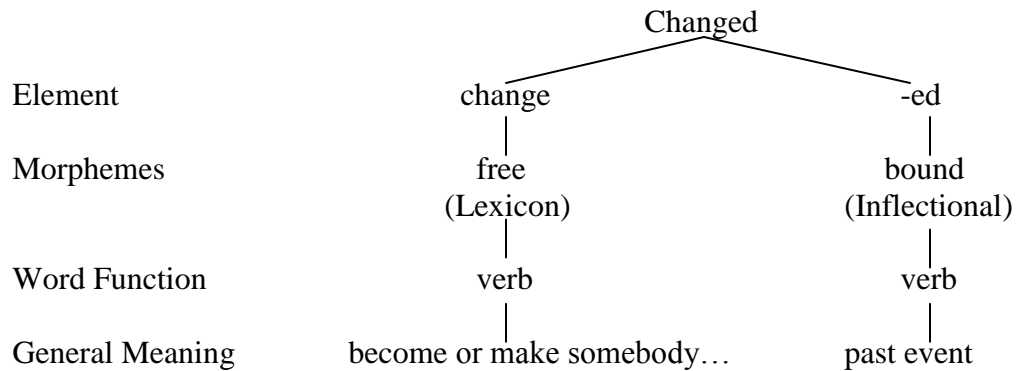 Changed
Element change -ed
Morphemes free bound
(Lexicon) (Inflectional)
Word Function verb verb
General Meaning become or make somebody… past event